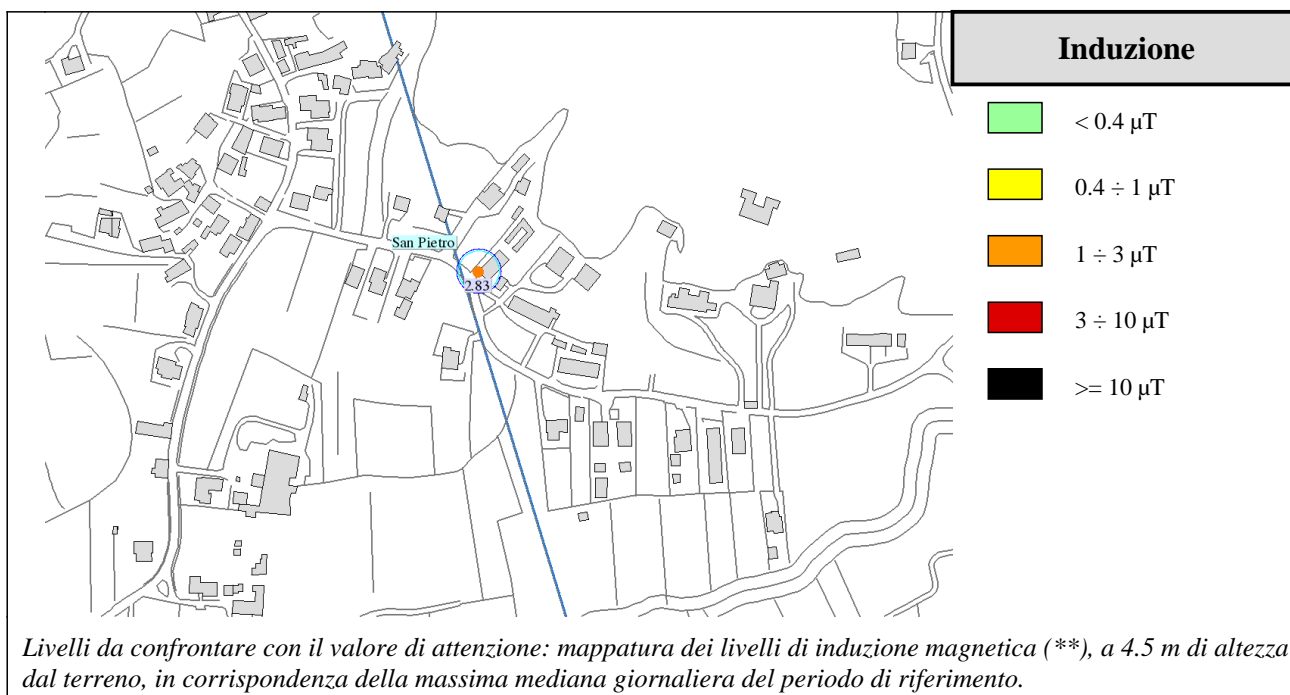 Induzione
< 0.4 µT
0.4 ÷ 1 µT
1 ÷ 3 µT
3 ÷ 10 µT
>= 10 µT
San Pietro
2.83
Livelli da confrontare con il valore di attenzione: mappatura dei livelli di induzione magnetica (**), a 4.5 m di altezza
dal terreno, in corrispondenza della massima mediana giornaliera del periodo di riferimento.